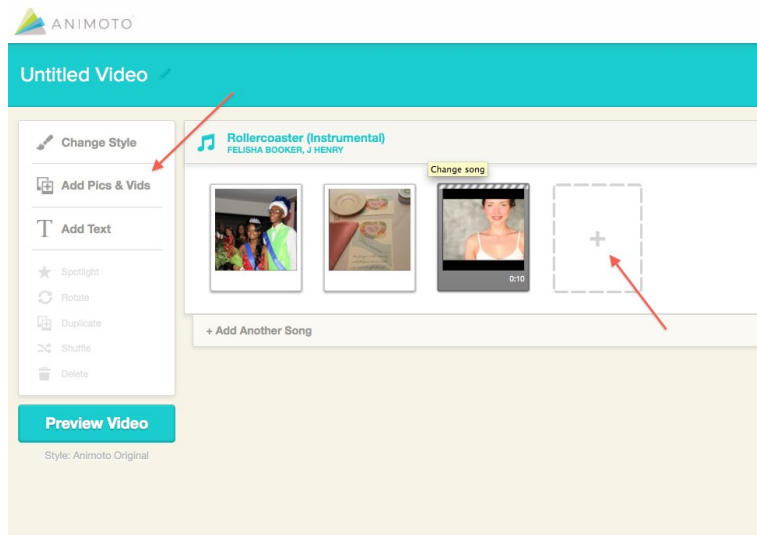 ANIMOTO
Untitled Video
Change Style
Add Pics & Vids
Add Text
Spotlight
Rotate
Duplicate
Shuffle
Delete
Preview Video
Style: Animoto Original
Rollercoaster (Instrumental)
FELISHA BOOKER, J HENRY
Change song
0:10
+ Add Another Song